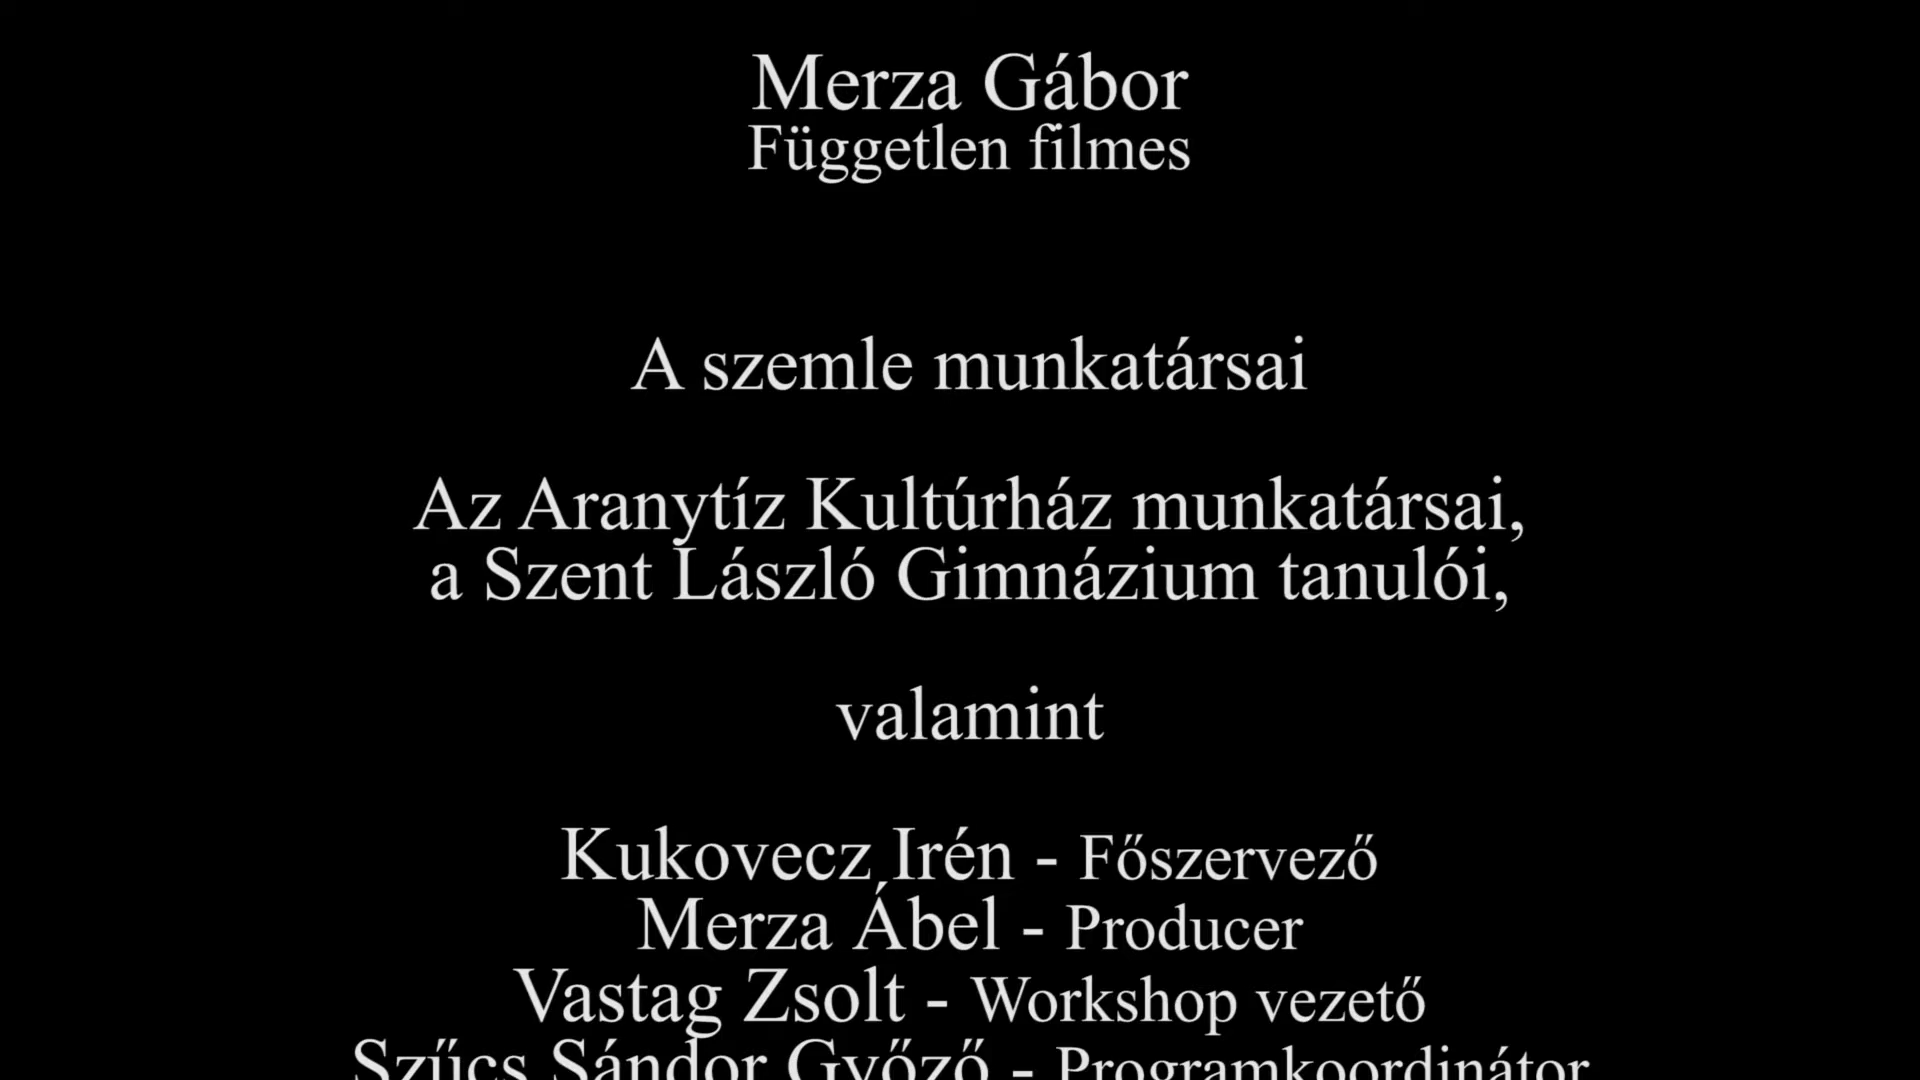 Merza Gábor
Független filmes
A szemle munkatársai
Az Aranytíz Kultúrház munkatársai,
a Szent László Gimnázium tanulói,
valamint
Kukovecz Irén - Főszervező
Merza Ábel - Producer
Vastag Zsolt - Workshop vezető
Szűcs Sándor Győző - Programkoordinátor